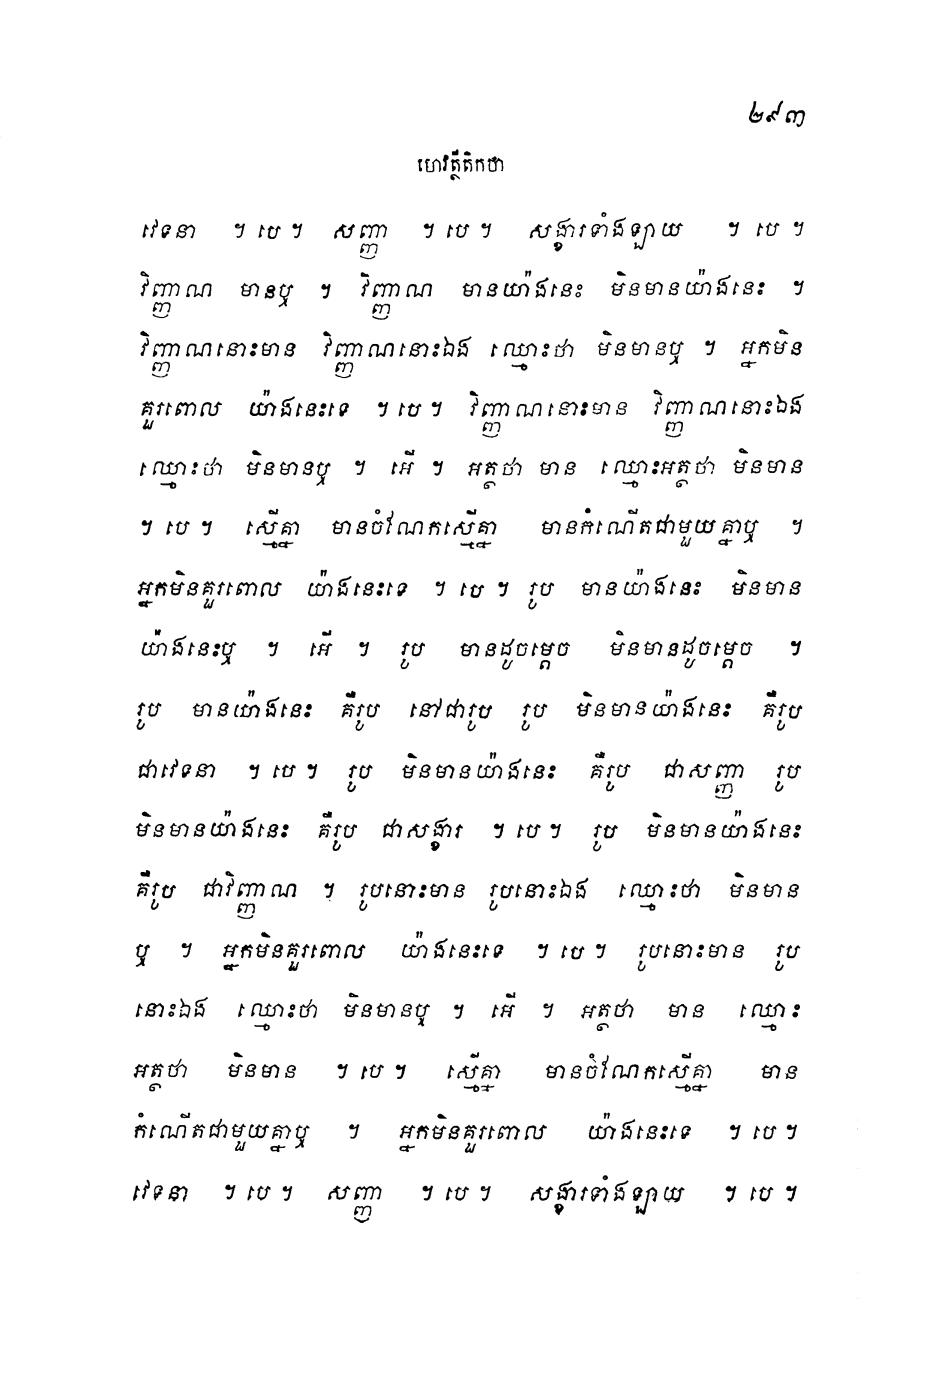 ២៩៣
ហេវត្ថីតិកថា
វេទនា ។ បេ ។ សញ្ញា ។ បេ ។ សង្ខារទាំងឡាយ ។ បេ ។
វិញ្ញាណ មានឬ ។ វិញ្ញាណ មានយ៉ាងនេះ មិនមានយ៉ាងនេះ ។
វិញ្ញាណនោះមាន វិញ្ញាណនោះឯង ឈ្មោះថា មិនមានឬ ។ អ្នកមិន
គួរពោល យ៉ាងនេះទេ ។ បេ ។ វិញ្ញាណនោះមាន វិញ្ញាណនោះឯង
ឈ្មោះថា មិនមានឬ ។ អើ ។ អត្ថថា មាន ឈ្មោះអត្ថថា មិនមាន
។ បេ ។ ស្មើគ្នា មានចំណែកស្មើគ្នា មានកំណើតជាមួយគ្នាឬ ។
អ្នកមិនគួរពោល យ៉ាងនេះទេ ។ បេ ។ រូប មានយ៉ាងនេះ មិនមាន
យ៉ាងនេះឬ ។ អើ ។ រូប មានដូចម្ដេច មិនមានដូចម្ដេច ។
រូប មានយ៉ាងនេះ គឺរូប នៅជារូប រូប មិនមានយ៉ាងនេះ គឺរូប
ជាវេទនា ។ បេ ។ រូប មិនមានយ៉ាងនេះ គឺរូប ជាសញ្ញា រូប
មិនមានយ៉ាងនេះ គឺរូប ជាសង្ខារ ។ បេ ។ រូប មិនមានយ៉ាងនេះ
គឺរូប ជាវិញ្ញាណ ។ រូបនោះមាន រូបនោះឯង ឈ្មោះថា មិនមាន
ឬ ។ អ្នកមិនគួរពោល យ៉ាងនេះទេ ។ បេ ។ រូបនោះមាន រូប
នោះឯង ឈ្មោះថា មិនមានឬ ។ អើ ។ អត្ថថា មាន ឈ្មោះ
អត្ថថា មិនមាន ។ បេ ។ ស្មើគ្នា មានចំណែកស្មើគ្នា មាន
កំណើតជាមួយគ្នាឬ ។ អ្នកមិនគួរពោល យ៉ាងនេះទេ ។ បេ ។
វេទនា ។ បេ ។ សញ្ញា ។ បេ ។ សង្ខារទាំងឡាយ ។ បេ ។